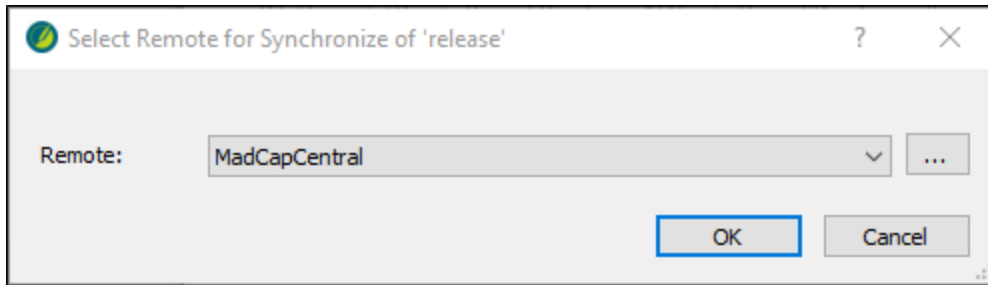 Select Remote for Synchronize of 'release' ?
Remote: MadCapCentral ...
OK Cancel